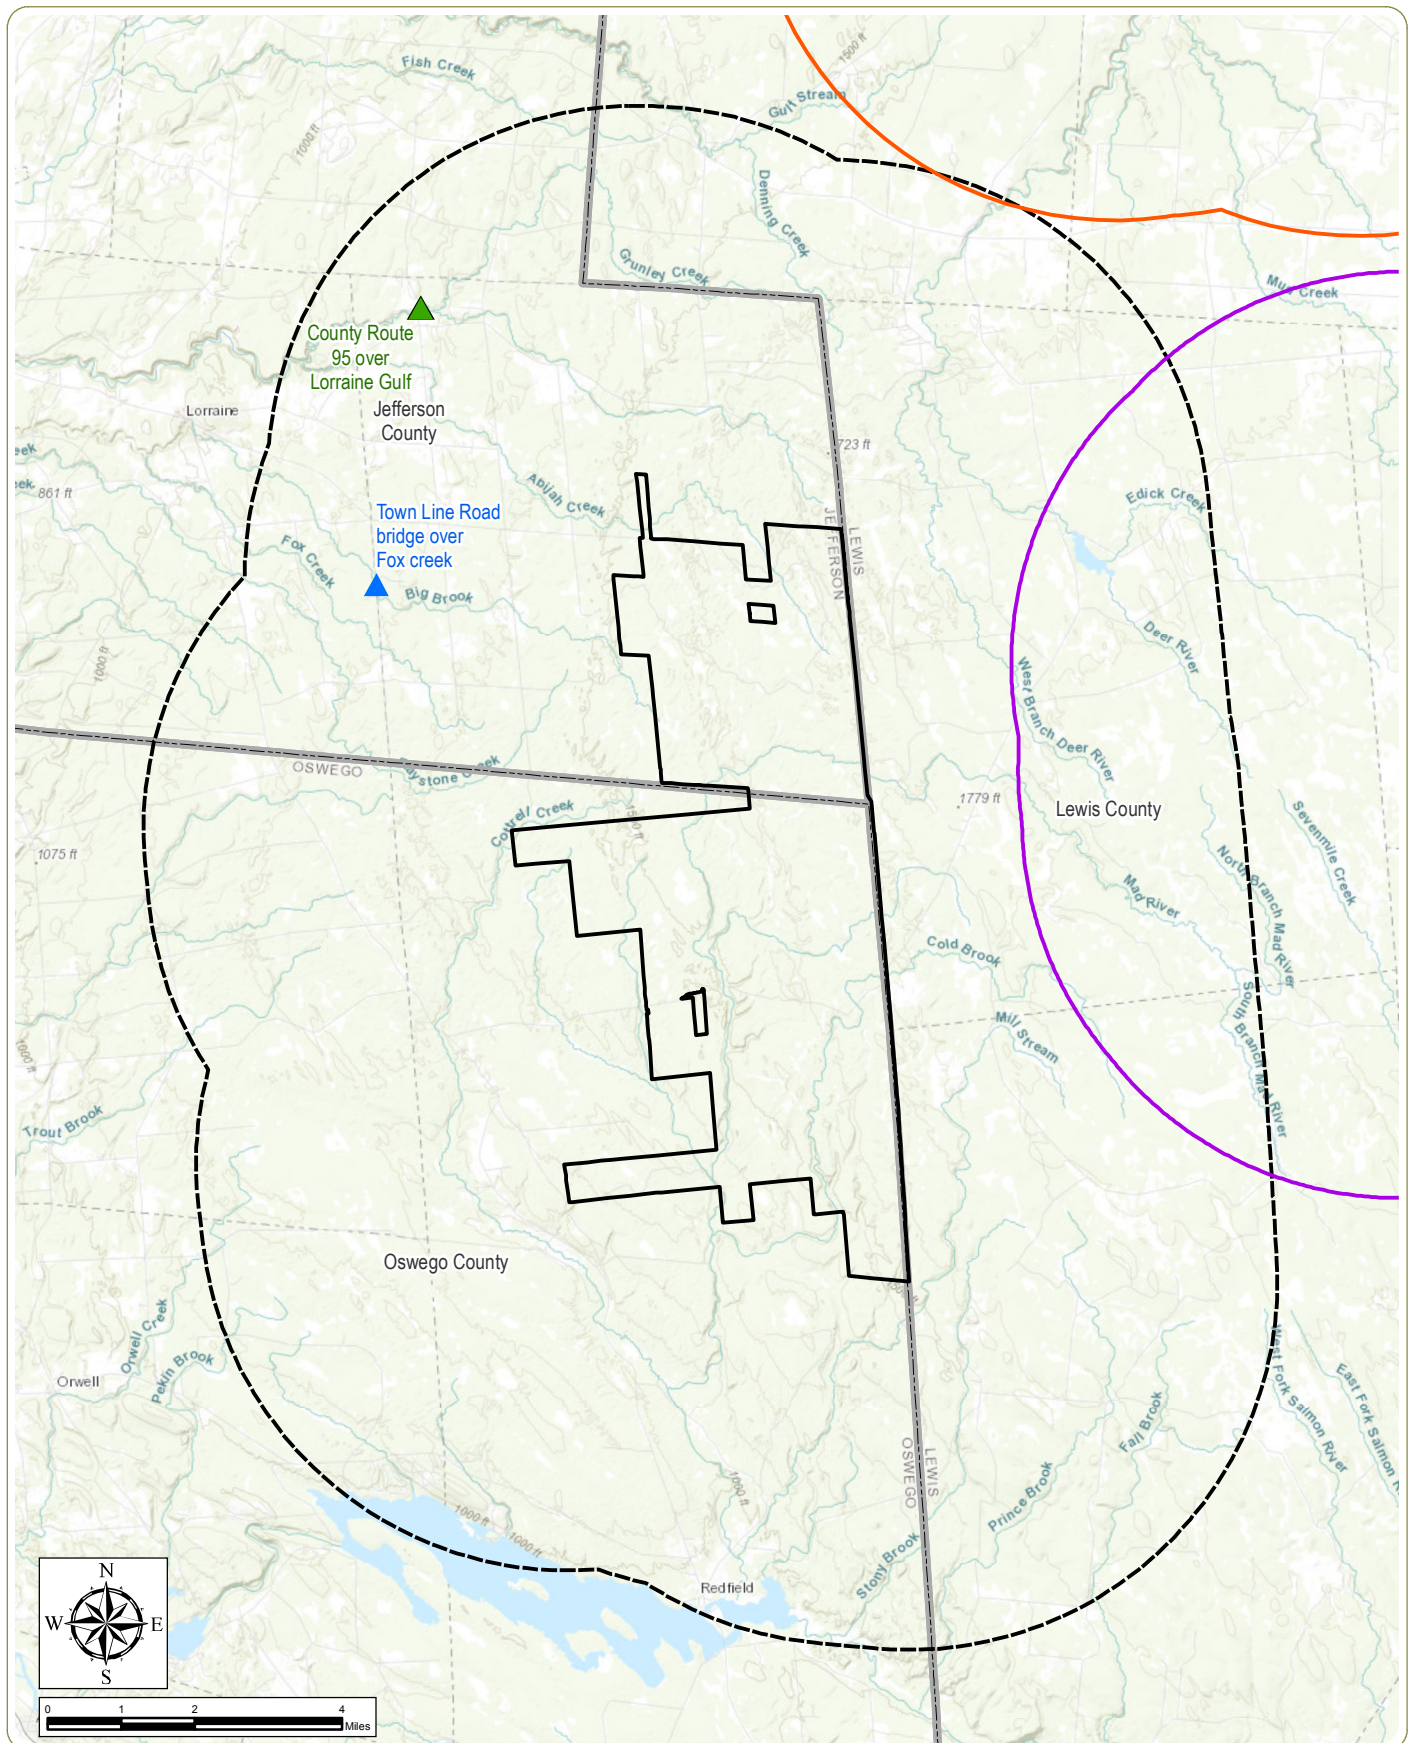 1500 ft
Fish Creek
Gulf Stream
1000 ft
Denning Creek
Grunley Creek
Mud Creek
County Route
95 over
Lorraine Gulf
Lorraine
Jefferson
County
723 ft
eek
eek
861 ft
Abijah Creek
Edick Creek
Town Line Road
bridge over
Fox creek
LEWIS
JEFFERSON
Fox Creek
Big Brook
Deer River
1000 ft
West Branch Deer River
OSWEGO
Creek
1779 ft
Lewis County
Cottrell Creek
1500 ft
Sevenmile Creek
1075 ft
North Branch Mad River
Mad River
Cold Brook
South Branch Mad River
Mill Stream
1000 ft
Trout Brook
Oswego County
Orwell Creek
Pekin Brook
Orwell
West Fork Salmon River
East Fork Salmon R
Fall Brook
LEWIS
OSWEGO
1000 ft
Prince Brook
1000 ft
1000 ft
Stony Brook
Redfield
N
W
E
S
0
1
2
4
Miles